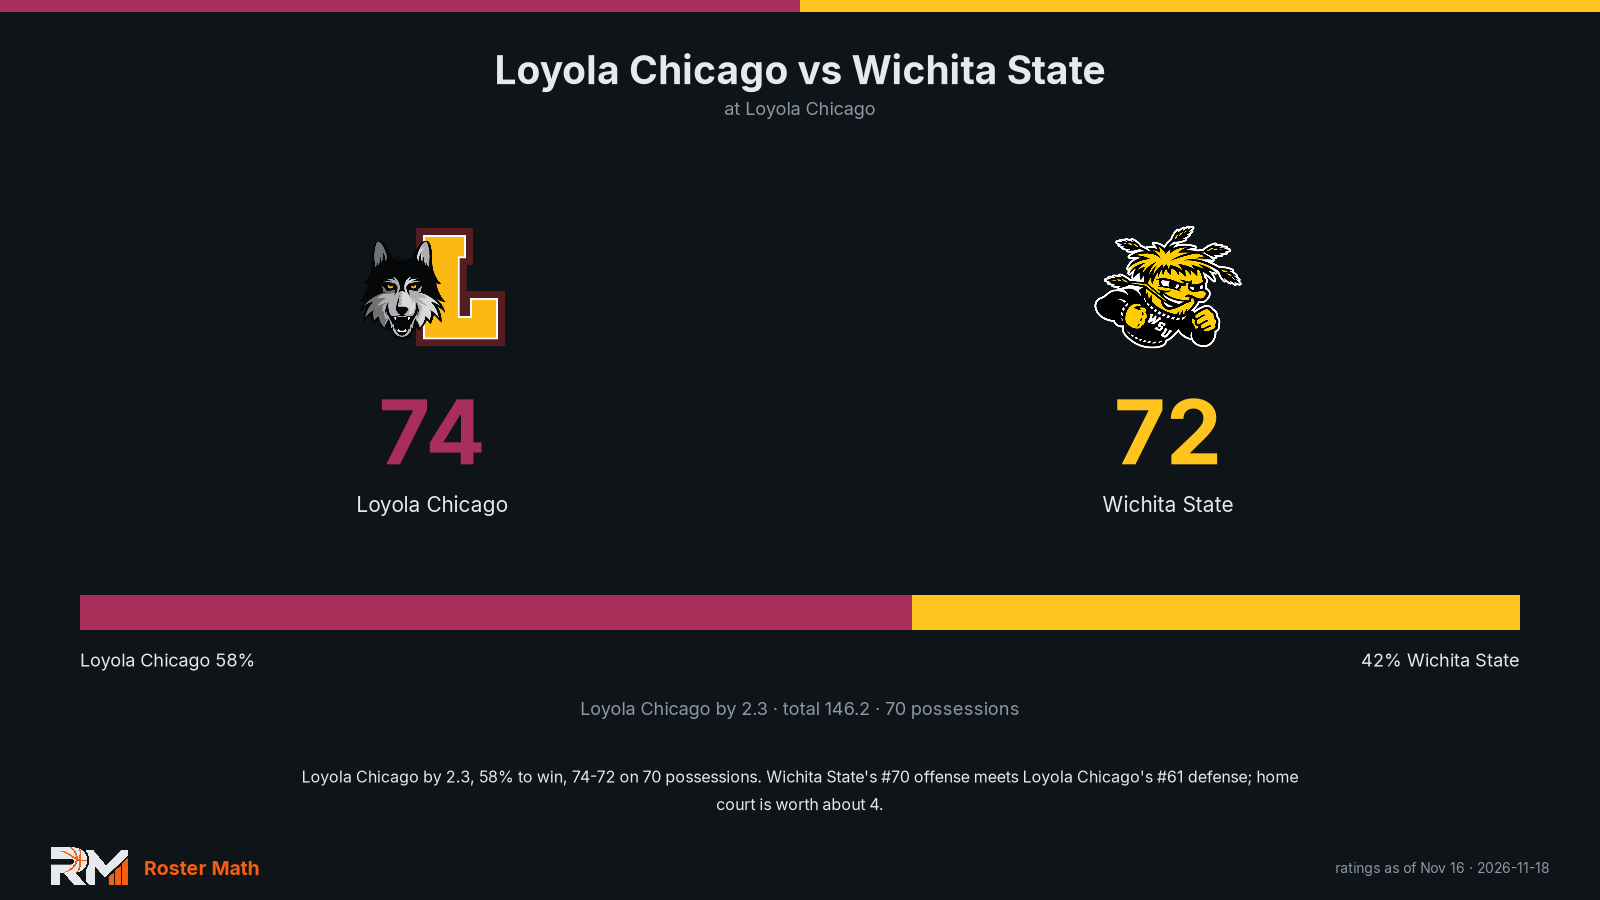 Loyola Chicago vs Wichita State
at Loyola Chicago
L
WSU
74
72
Loyola Chicago
Wichita State
Loyola Chicago 58%
42% Wichita State
Loyola Chicago by 2.3 · total 146.2 · 70 possessions
Loyola Chicago by 2.3, 58% to win, 74-72 on 70 possessions. Wichita State's #70 offense meets Loyola Chicago's #61 defense; home
court is worth about 4.
RM
Roster Math
ratings as of Nov 16 · 2026-11-18